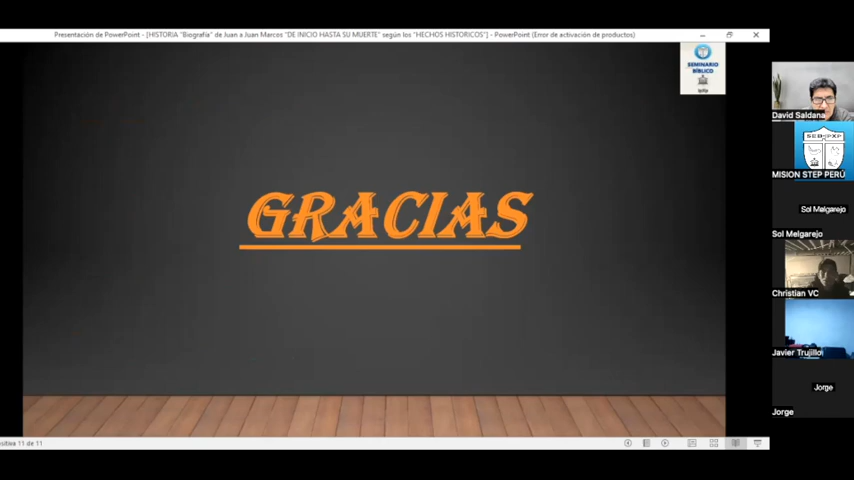 Presentación de PowerPoint - [HISTORIA "Biografía" de Juan a Juan Marcos "DE INICIO HASTA SU MUERTE" según los "HECHOS HISTORICOS"] - PowerPoint (Error de activación de productos)
SEMINARIO
BÍBLICO
GRACIAS
David Saldana
MISION STEP PERÚ
Sol Melgarejo
Sol Melgarejo
Christian VC
Javier Trujillo
Jorge
Jorge
11 de 11